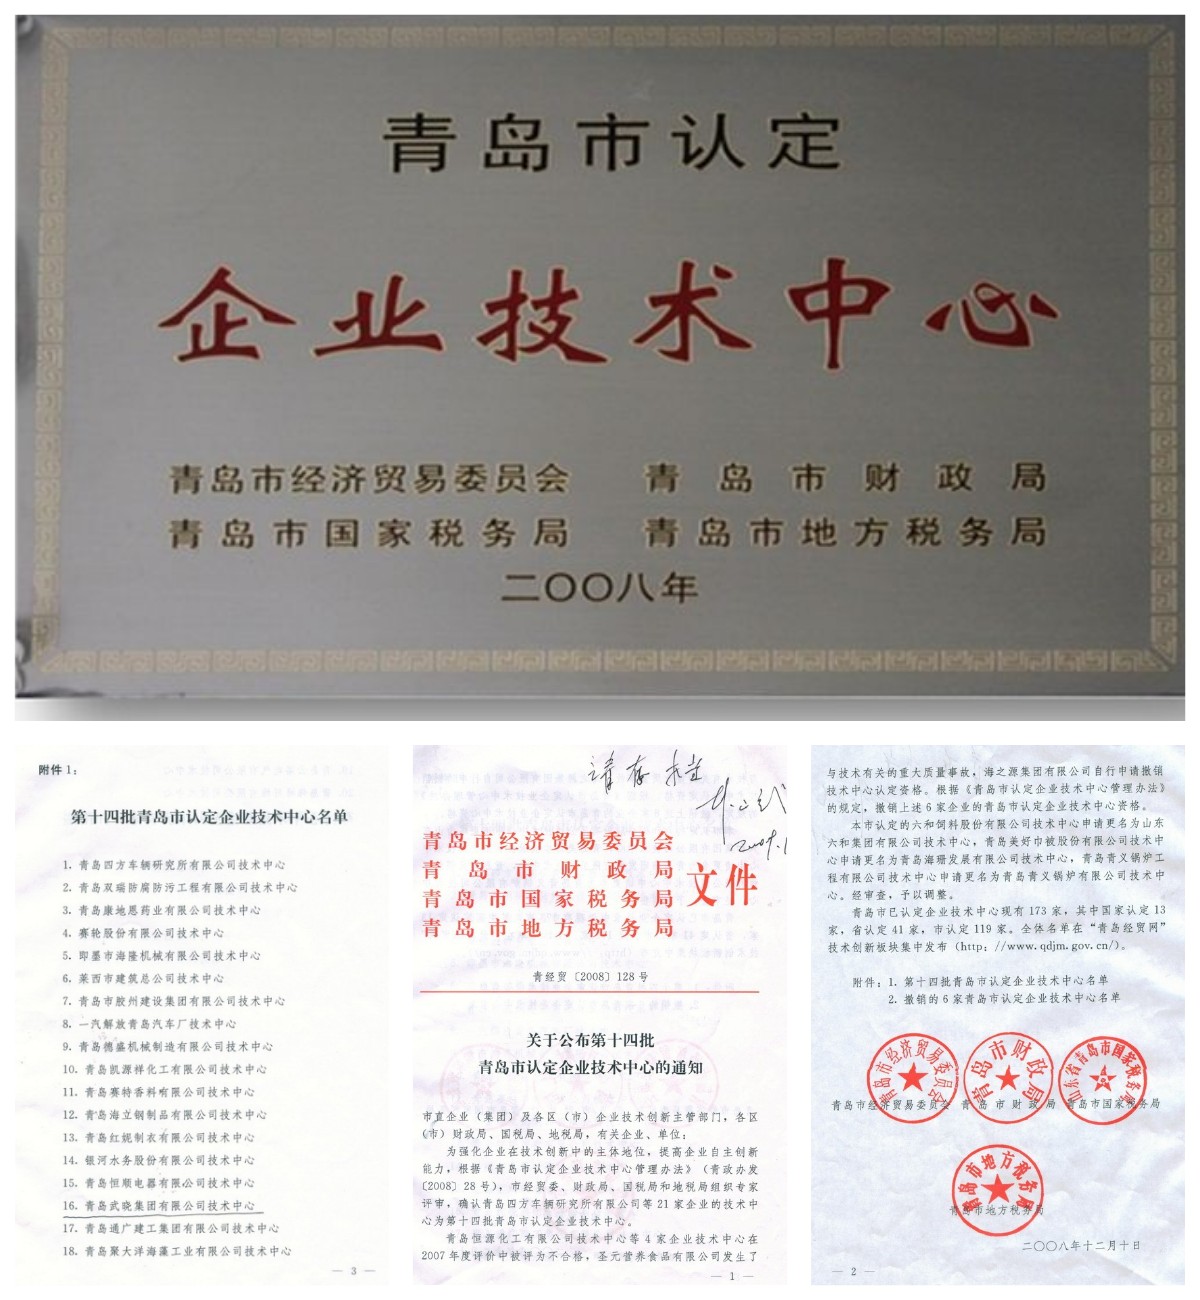 青岛市认定
企业技术中心
青岛市经济贸易委员会 青岛市财政局
青岛市国家税务局 青岛市地方税务局
二〇〇八年
附件1：
第十四批青岛市认定企业技术中心名单
1. 青岛四方车辆研究所有限公司技术中心
2. 青岛双瑞防腐防污工程有限公司技术中心
3. 青岛康地恩药业有限公司技术中心
4. 赛轮股份有限公司技术中心
5. 即墨市海隆机械有限公司技术中心
6. 莱西市建筑总公司技术中心
7. 青岛市胶州建设集团有限公司技术中心
8. 一汽解放青岛汽车厂技术中心
9. 青岛德盛机械制造有限公司技术中心
10. 青岛凯源祥化工有限公司技术中心
11. 青岛赛特香料有限公司技术中心
12. 青岛海立钢制品有限公司技术中心
13. 青岛红妮制衣有限公司技术中心
14. 银河水务股份有限公司技术中心
15. 青岛恒顺电器有限公司技术中心
16. 青岛武晓集团有限公司技术中心
17. 青岛通广建工集团有限公司技术中心
18. 青岛聚大洋海藻工业有限公司技术中心
— 3 —
青岛市经济贸易委员会
青岛市财政局
青岛市国家税务局
青岛市地方税务局
文件
青经贸〔2008〕128号
关于公布第十四批
青岛市认定企业技术中心的通知
市直企业（集团）及各区（市）企业技术创新主管部门，各区
（市）财政局、国税局、地税局，有关企业、单位：
为强化企业在技术创新中的主体地位，提高企业自主创新
能力，根据《青岛市认定企业技术中心管理办法》（青政办发
〔2008〕28号），市经贸委、财政局、国税局和地税局组织专家
评审，确认青岛四方车辆研究所有限公司等21家企业的技术中
心为第十四批青岛市认定企业技术中心。
青岛恒源化工有限公司技术中心等4家企业技术中心在
2007年度评价中被评为不合格，圣元营养食品有限公司发生了
— 1 —
与技术有关的重大质量事故，海之源集团有限公司自行申请撤销
技术中心认定资格。根据《青岛市认定企业技术中心管理办法》
的规定，撤销上述6家企业的青岛市认定企业技术中心资格。
本市认定的六和饲料股份有限公司技术中心申请更名为山东
六和集团有限公司技术中心，青岛美好巾被股份有限公司技术中
心申请更名为青岛海珊发展有限公司技术中心，青岛青义锅炉工
程有限公司技术中心申请更名为青岛青义锅炉有限公司技术中
心。经审查，予以调整。
青岛市已认定企业技术中心现有173家，其中国家认定13
家，省认定41家，市认定119家。全体名单在“青岛经贸网”
技术创新板块集中发布（http://www.qdjm.gov.cn/）。
附件：1. 第十四批青岛市认定企业技术中心名单
2. 撤销的6家青岛市认定企业技术中心名单
青岛市经济贸易委员会 青岛市财政局 青岛市国家税务局
青岛市地方税务局
二〇〇八年十二月十日
— 2 —